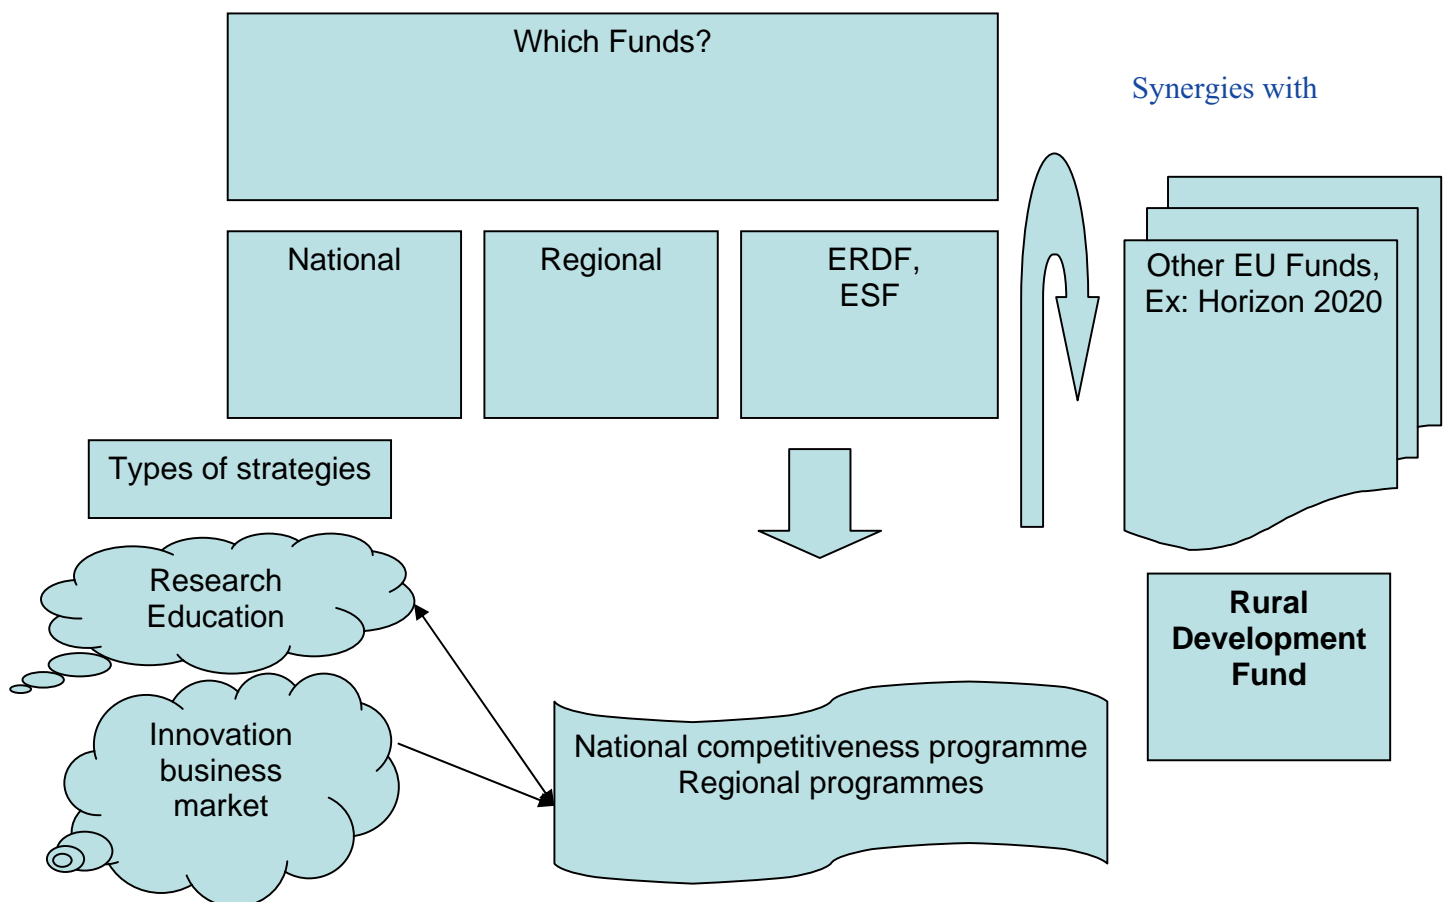 Which Funds?
Synergies with
National
Regional
ERDF,
ESF
Other EU Funds,
Ex: Horizon 2020
Types of strategies
Research
Education
Rural
Development
Fund
Innovation
business
market
National competitiveness programme
Regional programmes